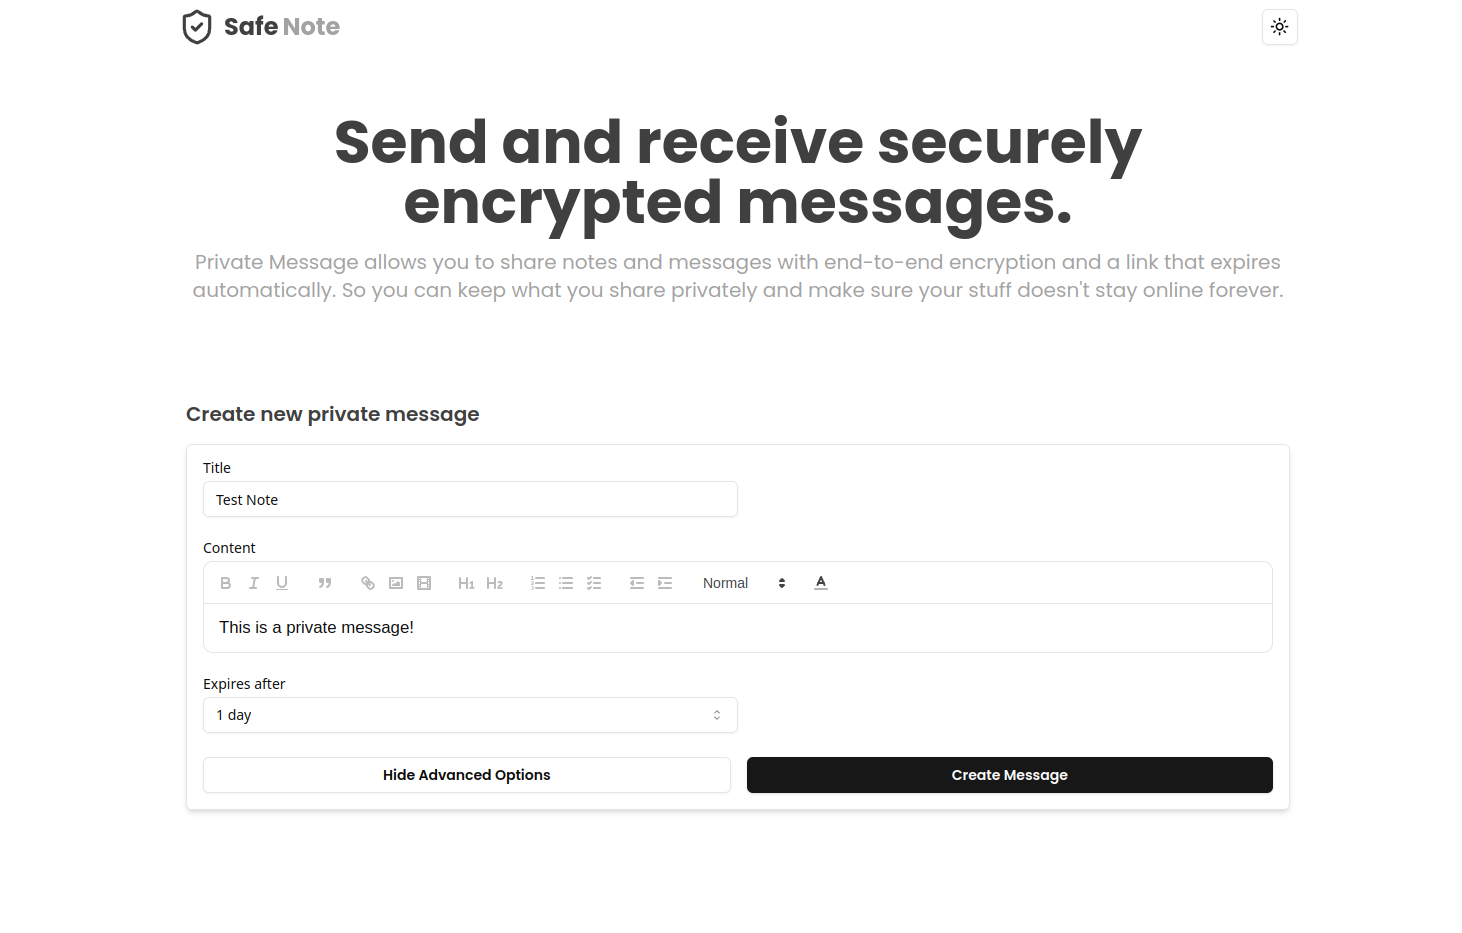 Safe Note
Send and receive securely
encrypted messages.
Private Message allows you to share notes and messages with end-to-end encryption and a link that expires
automatically. So you can keep what you share privately and make sure your stuff doesn't stay online forever.
Create new private message
Title
Test Note
Content
B I U H1 H2 Normal A
This is a private message!
Expires after
1 day
Hide Advanced Options Create Message